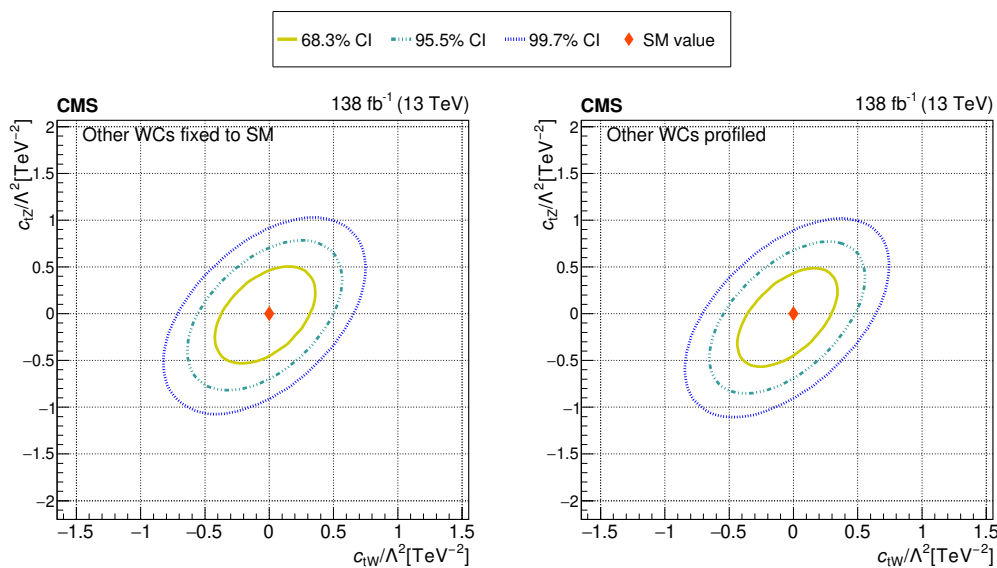 68.3% CI 95.5% CI 99.7% CI SM value
CMS 138 fb⁻¹ (13 TeV)
Other WCs fixed to SM
c_tZ/Λ²[TeV⁻²]
2
1.5
1
0.5
0
−0.5
−1
−1.5
−2
−1.5 −1 −0.5 0 0.5 1 1.5
c_tW/Λ²[TeV⁻²]
CMS 138 fb⁻¹ (13 TeV)
Other WCs profiled
c_tZ/Λ²[TeV⁻²]
2
1.5
1
0.5
0
−0.5
−1
−1.5
−2
−1.5 −1 −0.5 0 0.5 1 1.5
c_tW/Λ²[TeV⁻²]